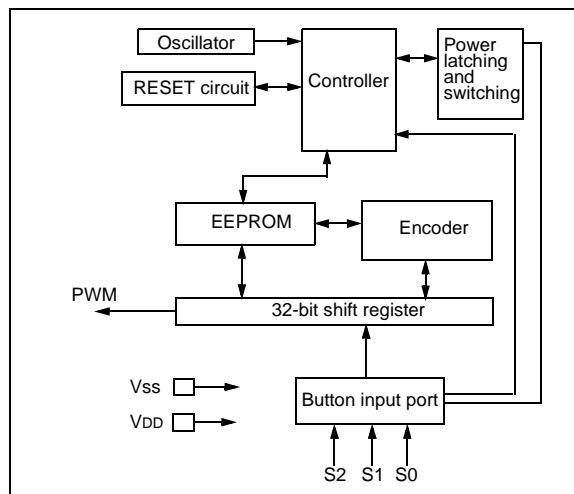 Oscillator
RESET circuit
Controller
Power
latching
and
switching
EEPROM
Encoder
PWM
32-bit shift register
VSS
VDD
Button input port
S2 S1 S0